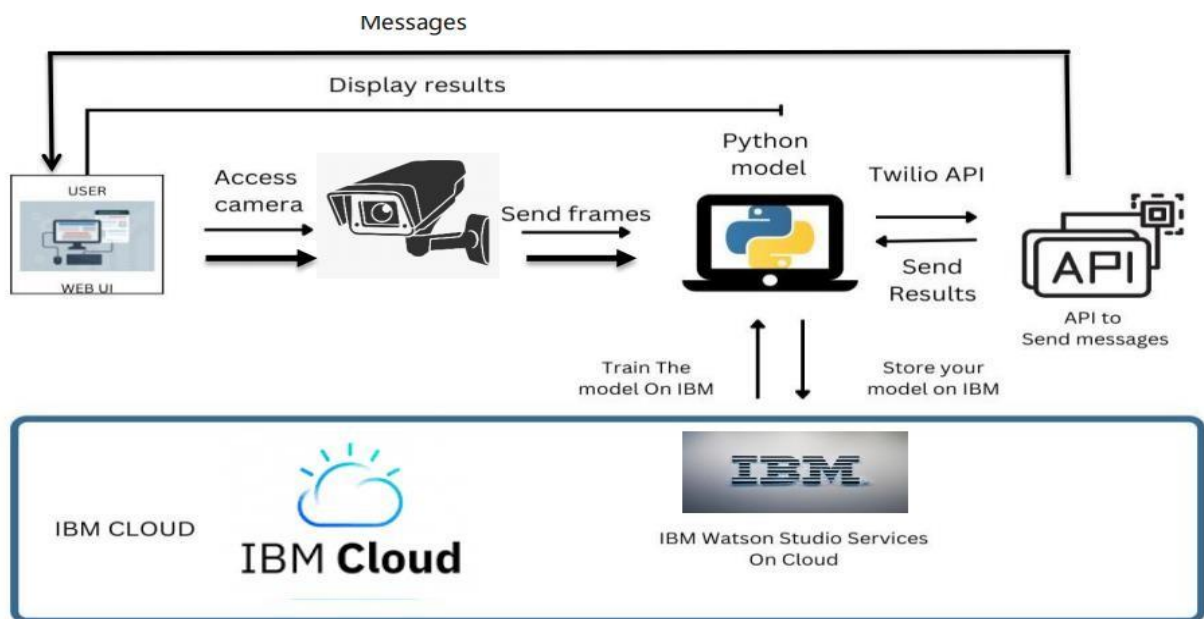 Messages
Display results
USER
WEB UI
Access
camera
Send frames
Python
model
Twilio API
Send
Results
API
API to
Send messages
Train The
model On IBM
Store your
model on IBM
IBM CLOUD
IBM Cloud
IBM
IBM Watson Studio Services
On Cloud